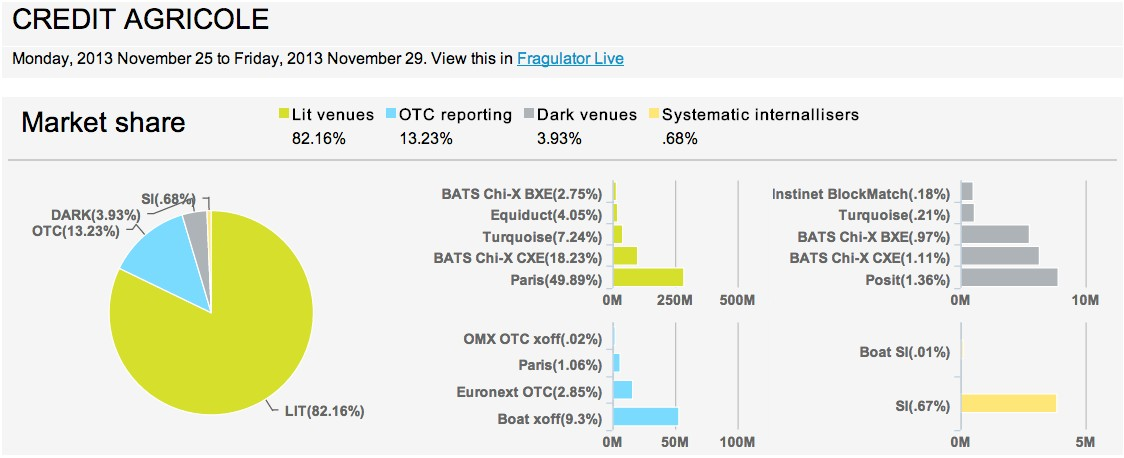 CREDIT AGRICOLE
Monday, 2013 November 25 to Friday, 2013 November 29. View this in Fragulator Live
Market share
Lit venues
82.16%
OTC reporting
13.23%
Dark venues
3.93%
Systematic internallisers
.68%
SI(.68%)
DARK(3.93%)
OTC(13.23%)
LIT(82.16%)
BATS Chi-X BXE(2.75%)
Equiduct(4.05%)
Turquoise(7.24%)
BATS Chi-X CXE(18.23%)
Paris(49.89%)
0M 250M 500M
Instinet BlockMatch(.18%)
Turquoise(.21%)
BATS Chi-X BXE(.97%)
BATS Chi-X CXE(1.11%)
Posit(1.36%)
0M 10M
OMX OTC xoff(.02%)
Paris(1.06%)
Euronext OTC(2.85%)
Boat xoff(9.3%)
0M 50M 100M
Boat SI(.01%)
SI(.67%)
0M 5M